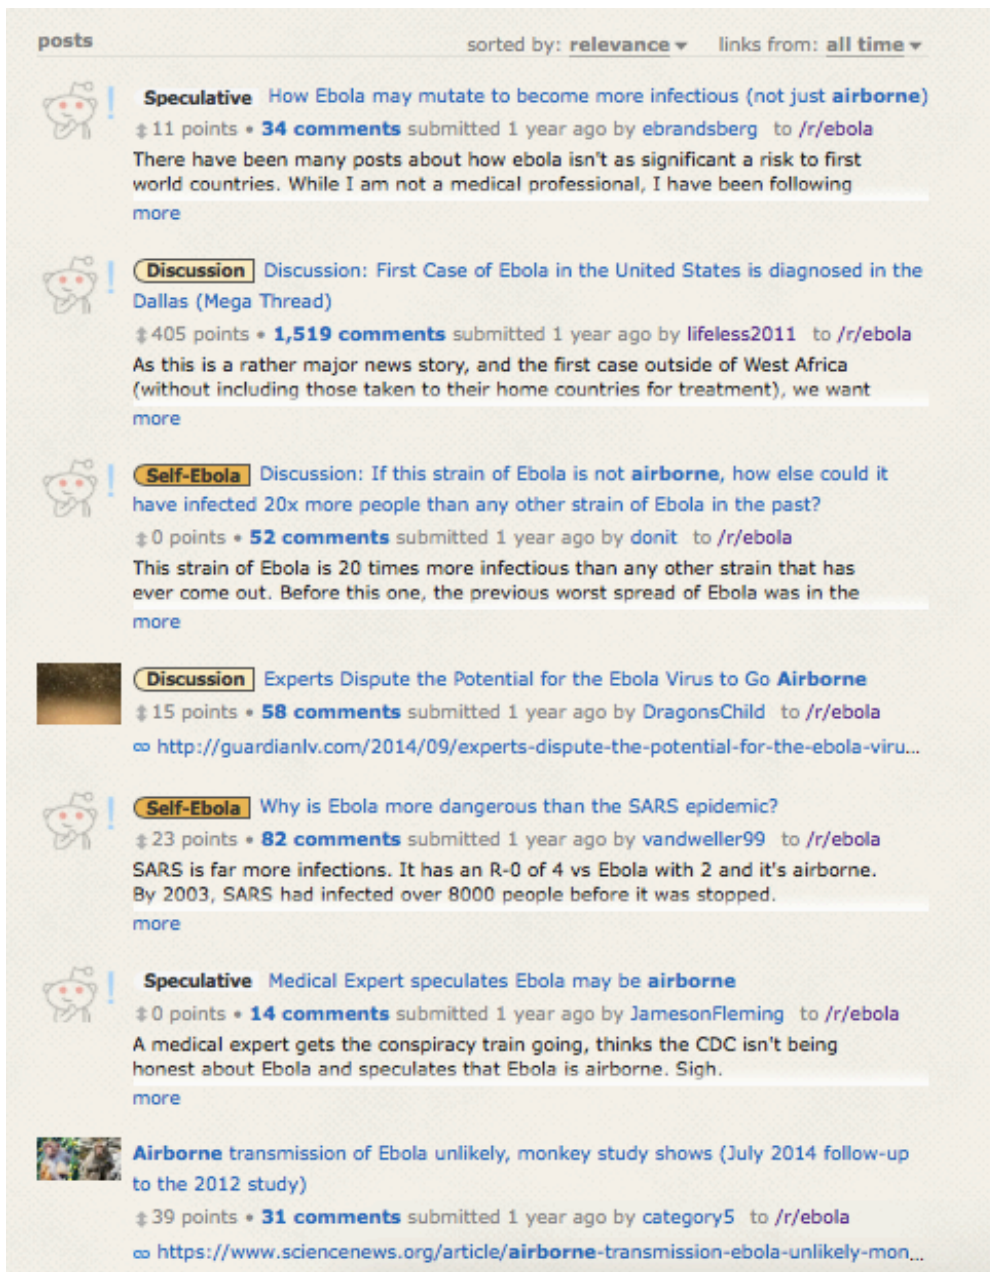 posts
sorted by: relevance ▾ links from: all time ▾
Speculative How Ebola may mutate to become more infectious (not just airborne)
11 points • 34 comments submitted 1 year ago by ebrandsberg to /r/ebola
There have been many posts about how ebola isn't as significant a risk to first
world countries. While I am not a medical professional, I have been following
more
Discussion Discussion: First Case of Ebola in the United States is diagnosed in the
Dallas (Mega Thread)
405 points • 1,519 comments submitted 1 year ago by lifeless2011 to /r/ebola
As this is a rather major news story, and the first case outside of West Africa
(without including those taken to their home countries for treatment), we want
more
Self-Ebola Discussion: If this strain of Ebola is not airborne, how else could it
have infected 20x more people than any other strain of Ebola in the past?
0 points • 52 comments submitted 1 year ago by donit to /r/ebola
This strain of Ebola is 20 times more infectious than any other strain that has
ever come out. Before this one, the previous worst spread of Ebola was in the
more
Discussion Experts Dispute the Potential for the Ebola Virus to Go Airborne
15 points • 58 comments submitted 1 year ago by DragonsChild to /r/ebola
http://guardianlv.com/2014/09/experts-dispute-the-potential-for-the-ebola-viru...
Self-Ebola Why is Ebola more dangerous than the SARS epidemic?
23 points • 82 comments submitted 1 year ago by vandweller99 to /r/ebola
SARS is far more infections. It has an R-0 of 4 vs Ebola with 2 and it's airborne.
By 2003, SARS had infected over 8000 people before it was stopped.
more
Speculative Medical Expert speculates Ebola may be airborne
0 points • 14 comments submitted 1 year ago by JamesonFleming to /r/ebola
A medical expert gets the conspiracy train going, thinks the CDC isn't being
honest about Ebola and speculates that Ebola is airborne. Sigh.
more
Airborne transmission of Ebola unlikely, monkey study shows (July 2014 follow-up
to the 2012 study)
39 points • 31 comments submitted 1 year ago by category5 to /r/ebola
https://www.sciencenews.org/article/airborne-transmission-ebola-unlikely-mon...